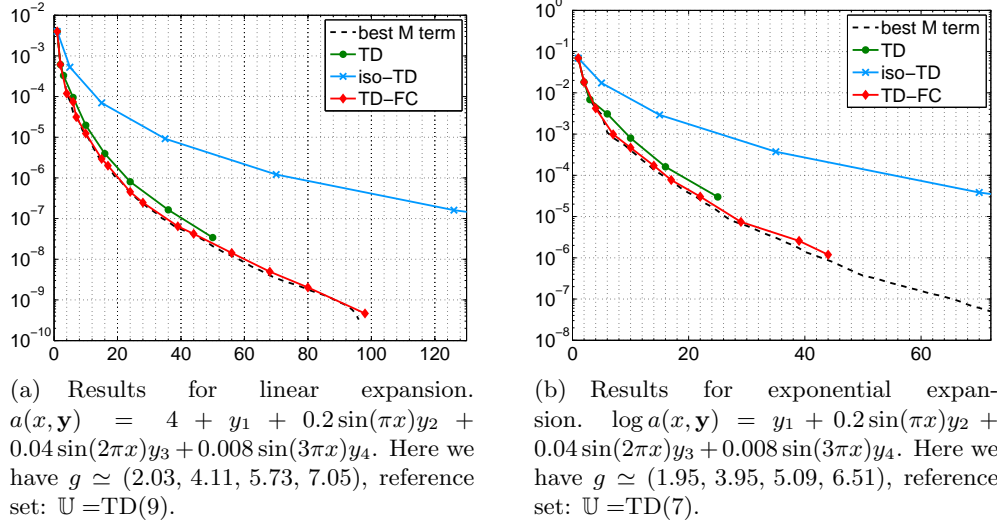 10^−2
10^−3
10^−4
10^−5
10^−6
10^−7
10^−8
10^−9
10^−10
0 20 40 60 80 100 120
best M term
TD
iso−TD
TD−FC
10^0
10^−1
10^−2
10^−3
10^−4
10^−5
10^−6
10^−7
10^−8
0 20 40 60
best M term
TD
iso−TD
TD−FC
(a) Results for linear expansion.
a(x, y) = 4 + y₁ + 0.2 sin(πx)y₂ +
0.04 sin(2πx)y₃ + 0.008 sin(3πx)y₄. Here we
have g ≃ (2.03, 4.11, 5.73, 7.05), reference
set: 𝕌 =TD(9).
(b) Results for exponential expan-
sion. log a(x, y) = y₁ + 0.2 sin(πx)y₂ +
0.04 sin(2πx)y₃ + 0.008 sin(3πx)y₄. Here we
have g ≃ (1.95, 3.95, 5.09, 6.51), reference
set: 𝕌 =TD(7).